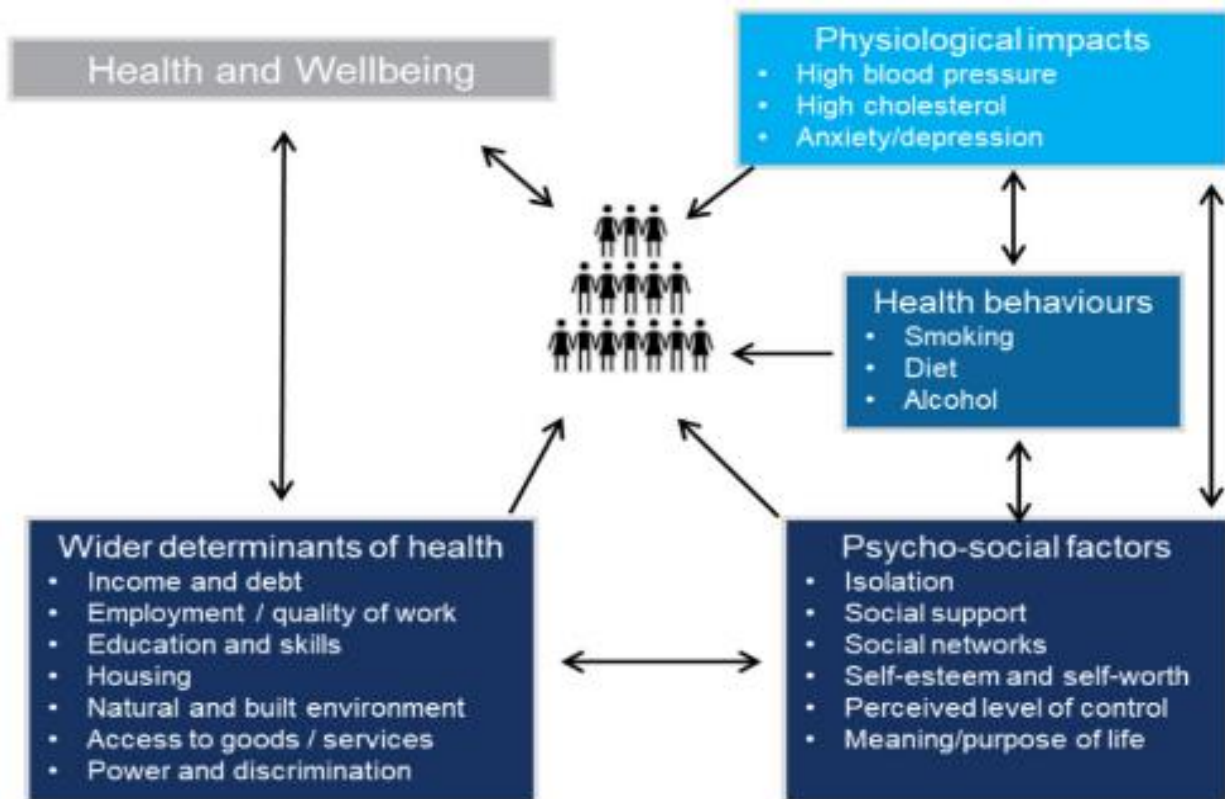 Health and Wellbeing
Physiological impacts
• High blood pressure
• High cholesterol
• Anxiety/depression
Health behaviours
• Smoking
• Diet
• Alcohol
Wider determinants of health
• Income and debt
• Employment / quality of work
• Education and skills
• Housing
• Natural and built environment
• Access to goods / services
• Power and discrimination
Psycho-social factors
• Isolation
• Social support
• Social networks
• Self-esteem and self-worth
• Perceived level of control
• Meaning/purpose of life